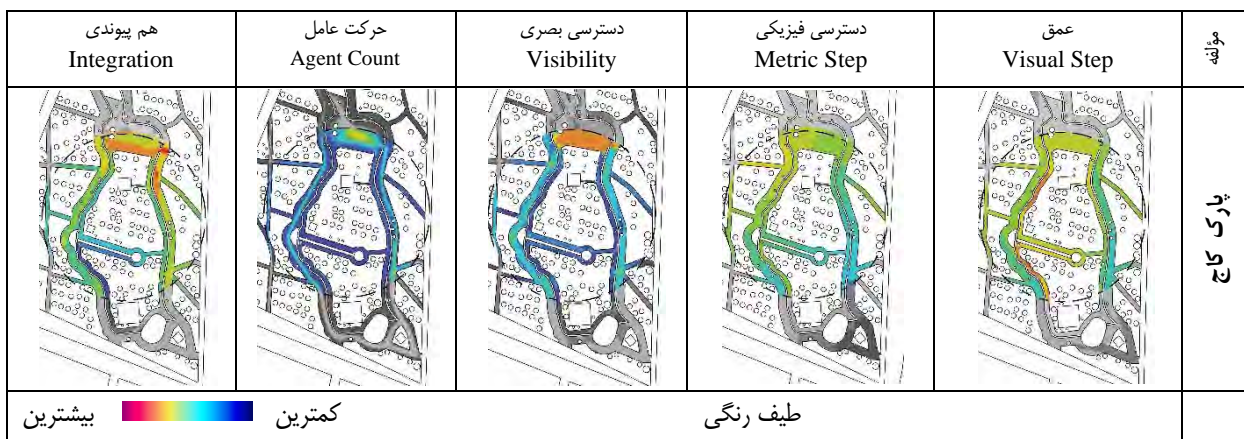 مؤلفه
عمق
Visual Step
دسترسی فیزیکی
Metric Step
دسترسی بصری
Visibility
حرکت عامل
Agent Count
هم پیوندی
Integration
پارک کاج
طیف رنگی
کمترین
بیشترین